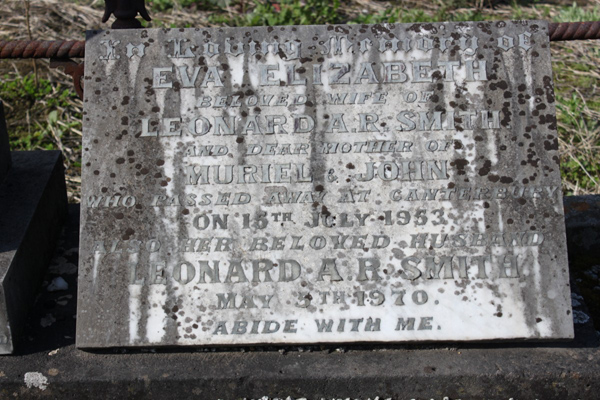 In Loving Memory of
EVA ELIZABETH
BELOVED WIFE OF
LEONARD A.R. SMITH
AND DEAR MOTHER OF
MURIEL & JOHN
WHO PASSED AWAY AT CANTERBURY
ON 15TH JULY 1953
ALSO HER BELOVED HUSBAND
LEONARD A.R. SMITH
MAY TH 1970.
ABIDE WITH ME.